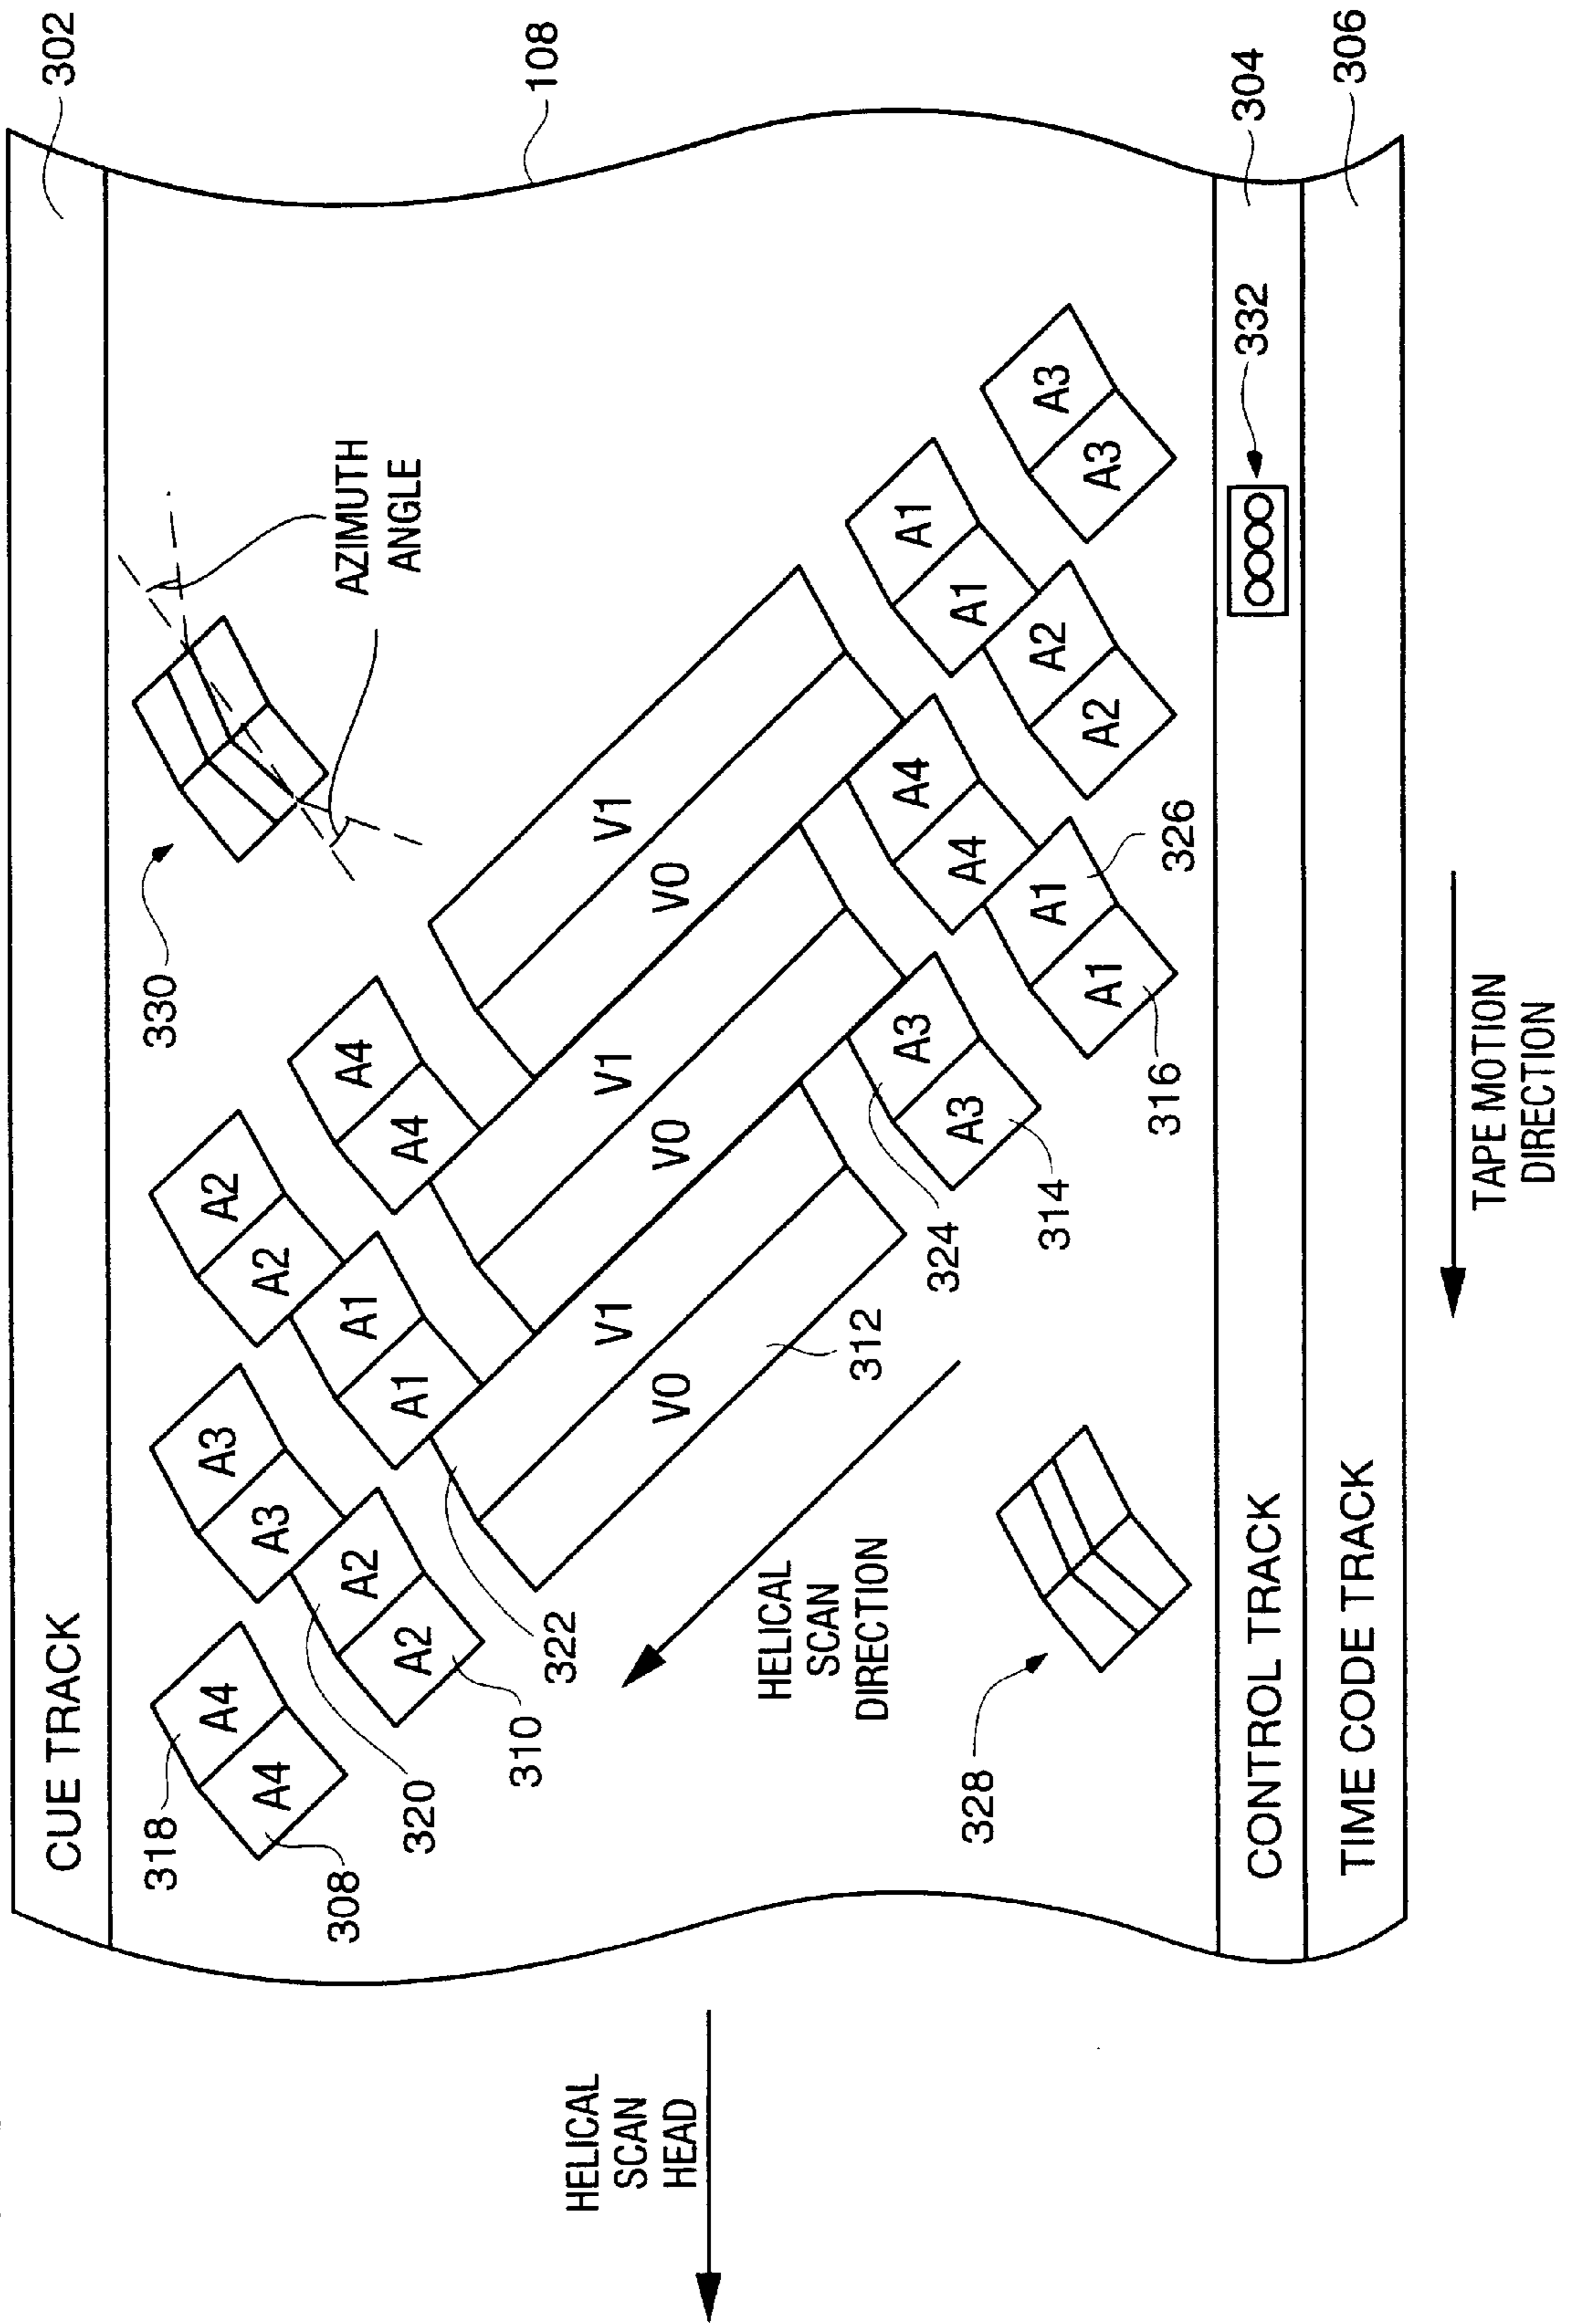 CUE TRACK
302
318
330
A4
A3
A2
A4
A3
A2
308
AZIMUTH
ANGLE
A2
A1
A4
A2
A1
A4
320
310
108
322
HELICAL
SCAN
HEAD
V1
V1
V1
V0
V0
V0
HELICAL
SCAN
DIRECTION
312
A3
A4
A1
324
A3
A4
A1
328
314
A1
A2
A3
A1
A2
A3
316
326
CONTROL TRACK
332
304
TIME CODE TRACK
306
TAPE MOTION
DIRECTION